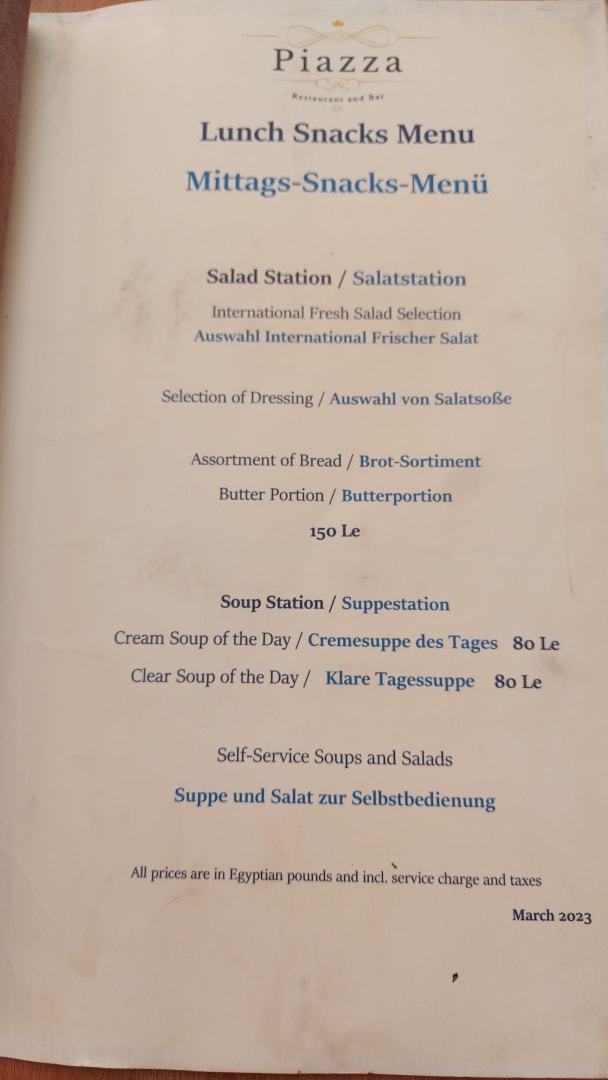 Piazza
Restaurant and Bar
Lunch Snacks Menu
Mittags-Snacks-Menü
Salad Station / Salatstation
International Fresh Salad Selection
Auswahl International Frischer Salat
Selection of Dressing / Auswahl von Salatsoße
Assortment of Bread / Brot-Sortiment
Butter Portion / Butterportion
150 Le
Soup Station / Suppestation
Cream Soup of the Day / Cremesuppe des Tages 80 Le
Clear Soup of the Day / Klare Tagessuppe 80 Le
Self-Service Soups and Salads
Suppe und Salat zur Selbstbedienung
All prices are in Egyptian pounds and incl. service charge and taxes
March 2023